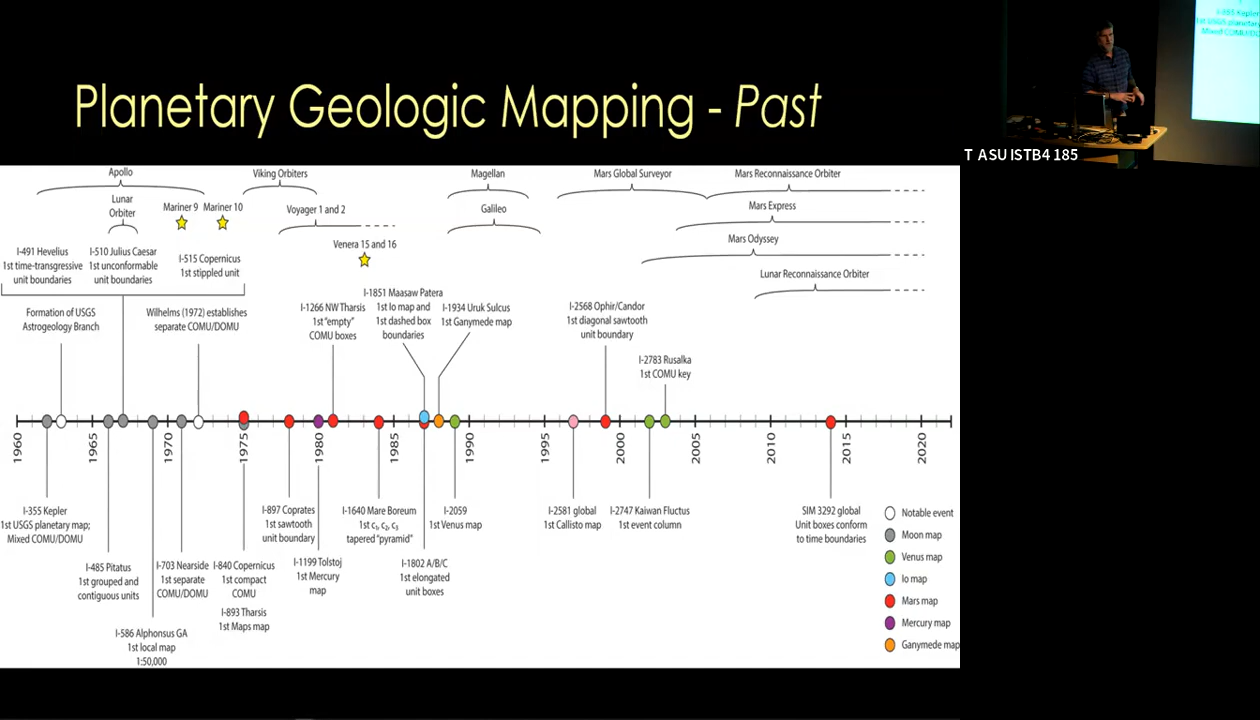 Planetary Geologic Mapping - Past
Apollo
Viking Orbiters
Magellan
Mars Global Surveyor
Mars Reconnaissance Orbiter
Lunar
Orbiter
Mariner 9
Mariner 10
Voyager 1 and 2
Galileo
Mars Express
Venera 15 and 16
Mars Odyssey
Lunar Reconnaissance Orbiter
I-491 Hevelius
1st time-transgressive
unit boundaries
I-510 Julius Caesar
1st unconformable
unit boundaries
I-515 Copernicus
1st stippled unit
Formation of USGS
Astrogeology Branch
Wilhelms (1972) establishes
separate COMU/DOMU
I-1266 NW Tharsis
1st "empty"
COMU boxes
I-1851 Maasaw Patera
1st Io map and
1st dashed box
boundaries
I-1934 Uruk Sulcus
1st Ganymede map
I-2568 Ophir/Candor
1st diagonal sawtooth
unit boundary
I-2783 Rusalka
1st COMU key
1960
1965
1970
1975
1980
1985
1990
1995
2000
2005
2010
2015
2020
I-355 Kepler
1st USGS planetary map;
Mixed COMU/DOMU
I-485 Pitatus
1st grouped and
contiguous units
I-586 Alphonsus GA
1st local map
1:50,000
I-703 Nearside
1st separate
COMU/DOMU
I-840 Copernicus
1st compact
COMU
I-893 Tharsis
1st Maps map
I-897 Coprates
1st sawtooth
unit boundary
I-1199 Tolstoj
1st Mercury
map
I-1640 Mare Boreum
1st c₁, c₂, c₃
tapered "pyramid"
I-1802 A/B/C
1st elongated
unit boxes
I-2059
1st Venus map
I-2581 global
1st Callisto map
I-2747 Kaiwan Fluctus
1st event column
SIM 3292 global
Unit boxes conform
to time boundaries
Notable event
Moon map
Venus map
Io map
Mars map
Mercury map
Ganymede map
I-355 Kepler
1st USGS planetary
Mixed COMU/DO
T ASU ISTB4 185